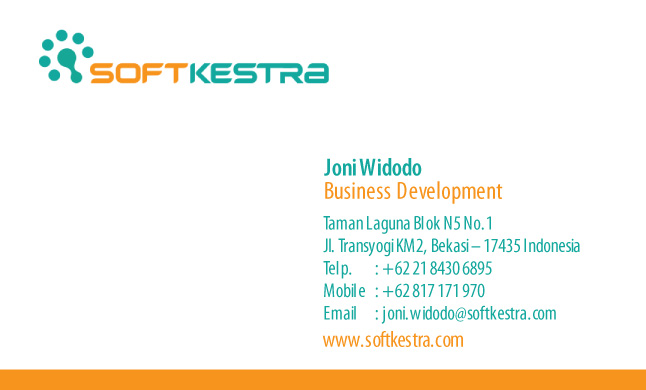 SOFTKESTRA
Joni Widodo
Business Development
Taman Laguna Blok N5 No.1
Jl. Transyogi KM2, Bekasi – 17435 Indonesia
Telp. : +62 21 8430 6895
Mobile : +62 817 171 970
Email : joni.widodo@softkestra.com
www.softkestra.com